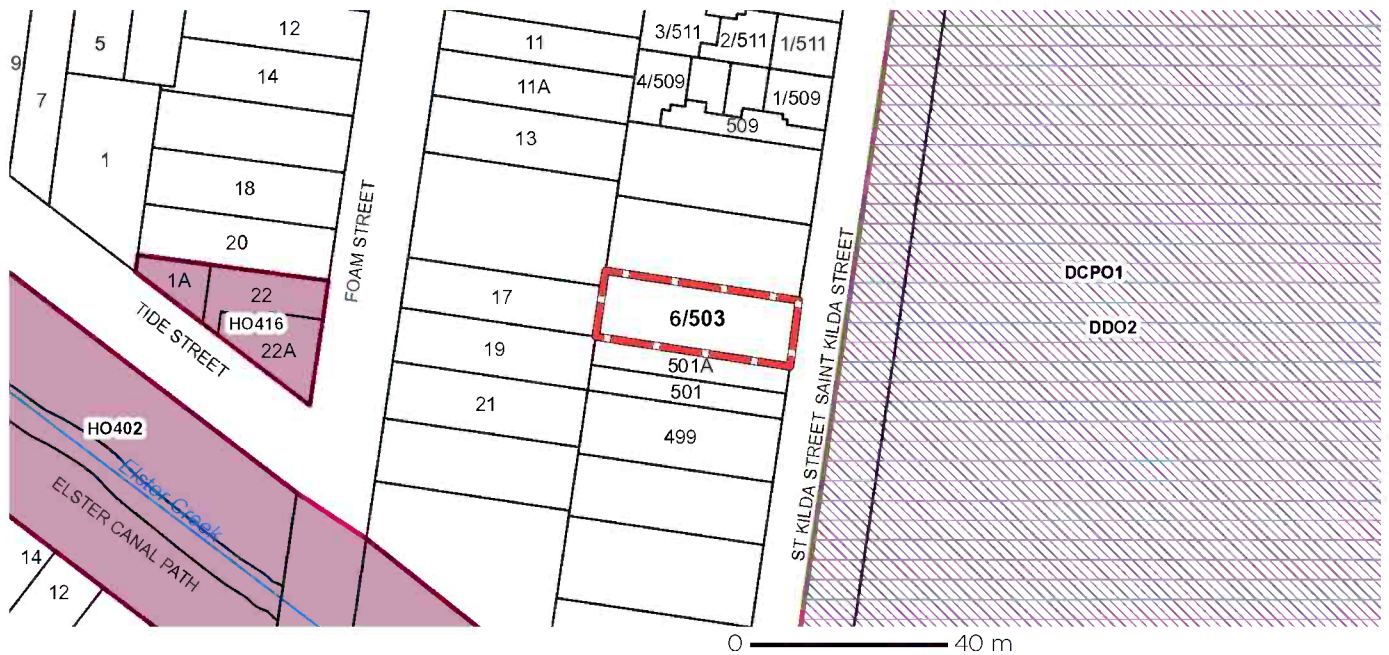 12
3/511
2/511
1/511
5
11
9
14
4/509
7
11A
1/509
509
13
1
18
FOAM STREET
20
ST KILDA STREET SAINT KILDA STREET
DCPO1
1A
22
17
6/503
HO416
DDO2
TIDE STREET
22A
19
501A
501
21
HO402
499
Elster Creek
ELSTER CANAL PATH
14
12
0
40 m